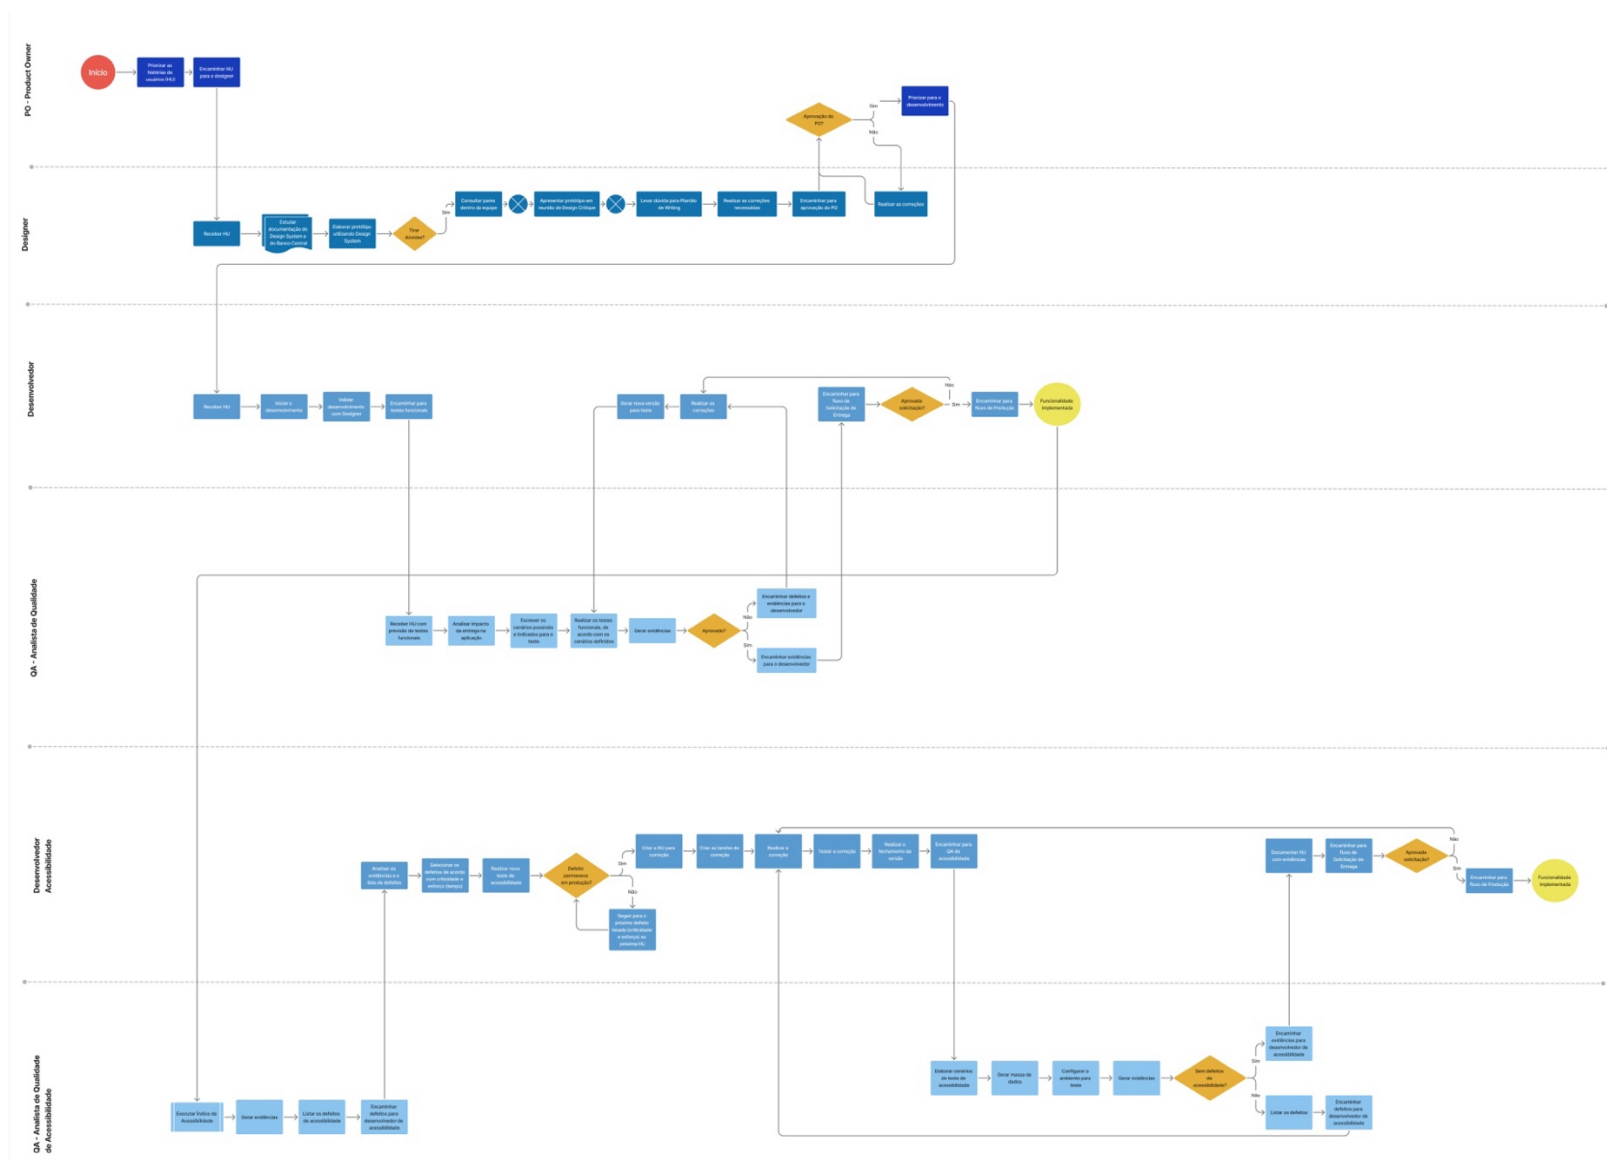 PO - Product Owner
Início
Priorizar as
histórias de
usuários (HU)
Encaminhar HU
para o designer
Aprovação do
PO?
Sim
Não
Priorizar para o
desenvolvimento
Designer
Receber HU
Estudar
documentação do
Design System e
do Banco Central
Elaborar protótipo
utilizando Design
System
Tirar
dúvidas?
Sim
Consultar pares
dentro da equipe
Apresentar protótipo em
reunião de Design Critique
Levar dúvida para Plantão
de Writing
Realizar as correções
necessárias
Encaminhar para
aprovação do PO
Realizar as correções
Desenvolvedor
Receber HU
Iniciar o
desenvolvimento
Validar
desenvolvimento
com Designer
Encaminhar para
testes funcionais
Gerar nova versão
para teste
Realizar as
correções
Encaminhar para
fluxo de
Solicitação de
Entrega
Aprovada
solicitação?
Não
Sim
Encaminhar para
fluxo de Produção
Funcionalidade
implementada
QA - Analista de Qualidade
Receber HU com
previsão de testes
funcionais
Analisar impacto
da entrega na
aplicação
Escrever os
cenários possíveis
e indicados para o
teste
Realizar os testes
funcionais, de
acordo com os
cenários definidos
Gerar evidências
Aprovado?
Não
Sim
Encaminhar defeitos e
evidências para o
desenvolvedor
Encaminhar evidências
para o desenvolvedor
Desenvolvedor
Acessibilidade
Analisar as
evidências e a
lista de defeitos
Selecionar os
defeitos de acordo
com criticidade e
esforço (tempo)
Realizar novo
teste de
acessibilidade
Defeito
permanece
em produção?
Sim
Não
Seguir para o
próximo defeito
listado (criticidade
e esforço) ou
próxima HU
Criar a HU para
correção
Criar as tarefas de
correção
Realizar a
correção
Testar a correção
Realizar o
fechamento da
versão
Encaminhar para
QA de
acessibilidade
Documentar HU
com evidências
Encaminhar para
fluxo de
Solicitação de
Entrega
Aprovada
solicitação?
Não
Sim
Encaminhar para
fluxo de Produção
Funcionalidade
implementada
QA - Analista de Qualidade
de Acessibilidade
Executar Índice de
Acessibilidade
Gerar evidências
Listar os defeitos
de acessibilidade
Encaminhar
defeitos para
desenvolvedor de
acessibilidade
Elaborar cenários
de teste de
acessibilidade
Gerar massa de
dados
Configurar o
ambiente para
teste
Gerar evidências
Sem defeitos
de
acessibilidade?
Sim
Não
Encaminhar
evidências para
desenvolvedor de
acessibilidade
Listar os defeitos
Encaminhar
defeitos para
desenvolvedor de
acessibilidade